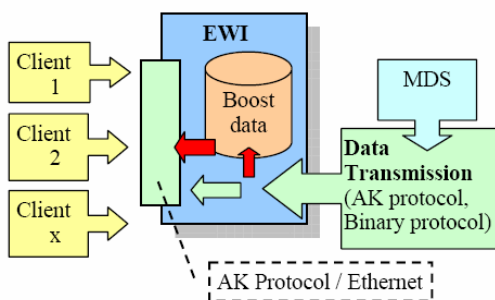 EWI
Client
1
Client
2
Client
x
Boost
data
MDS
Data
Transmission
(AK protocol,
Binary protocol)
AK Protocol / Ethernet